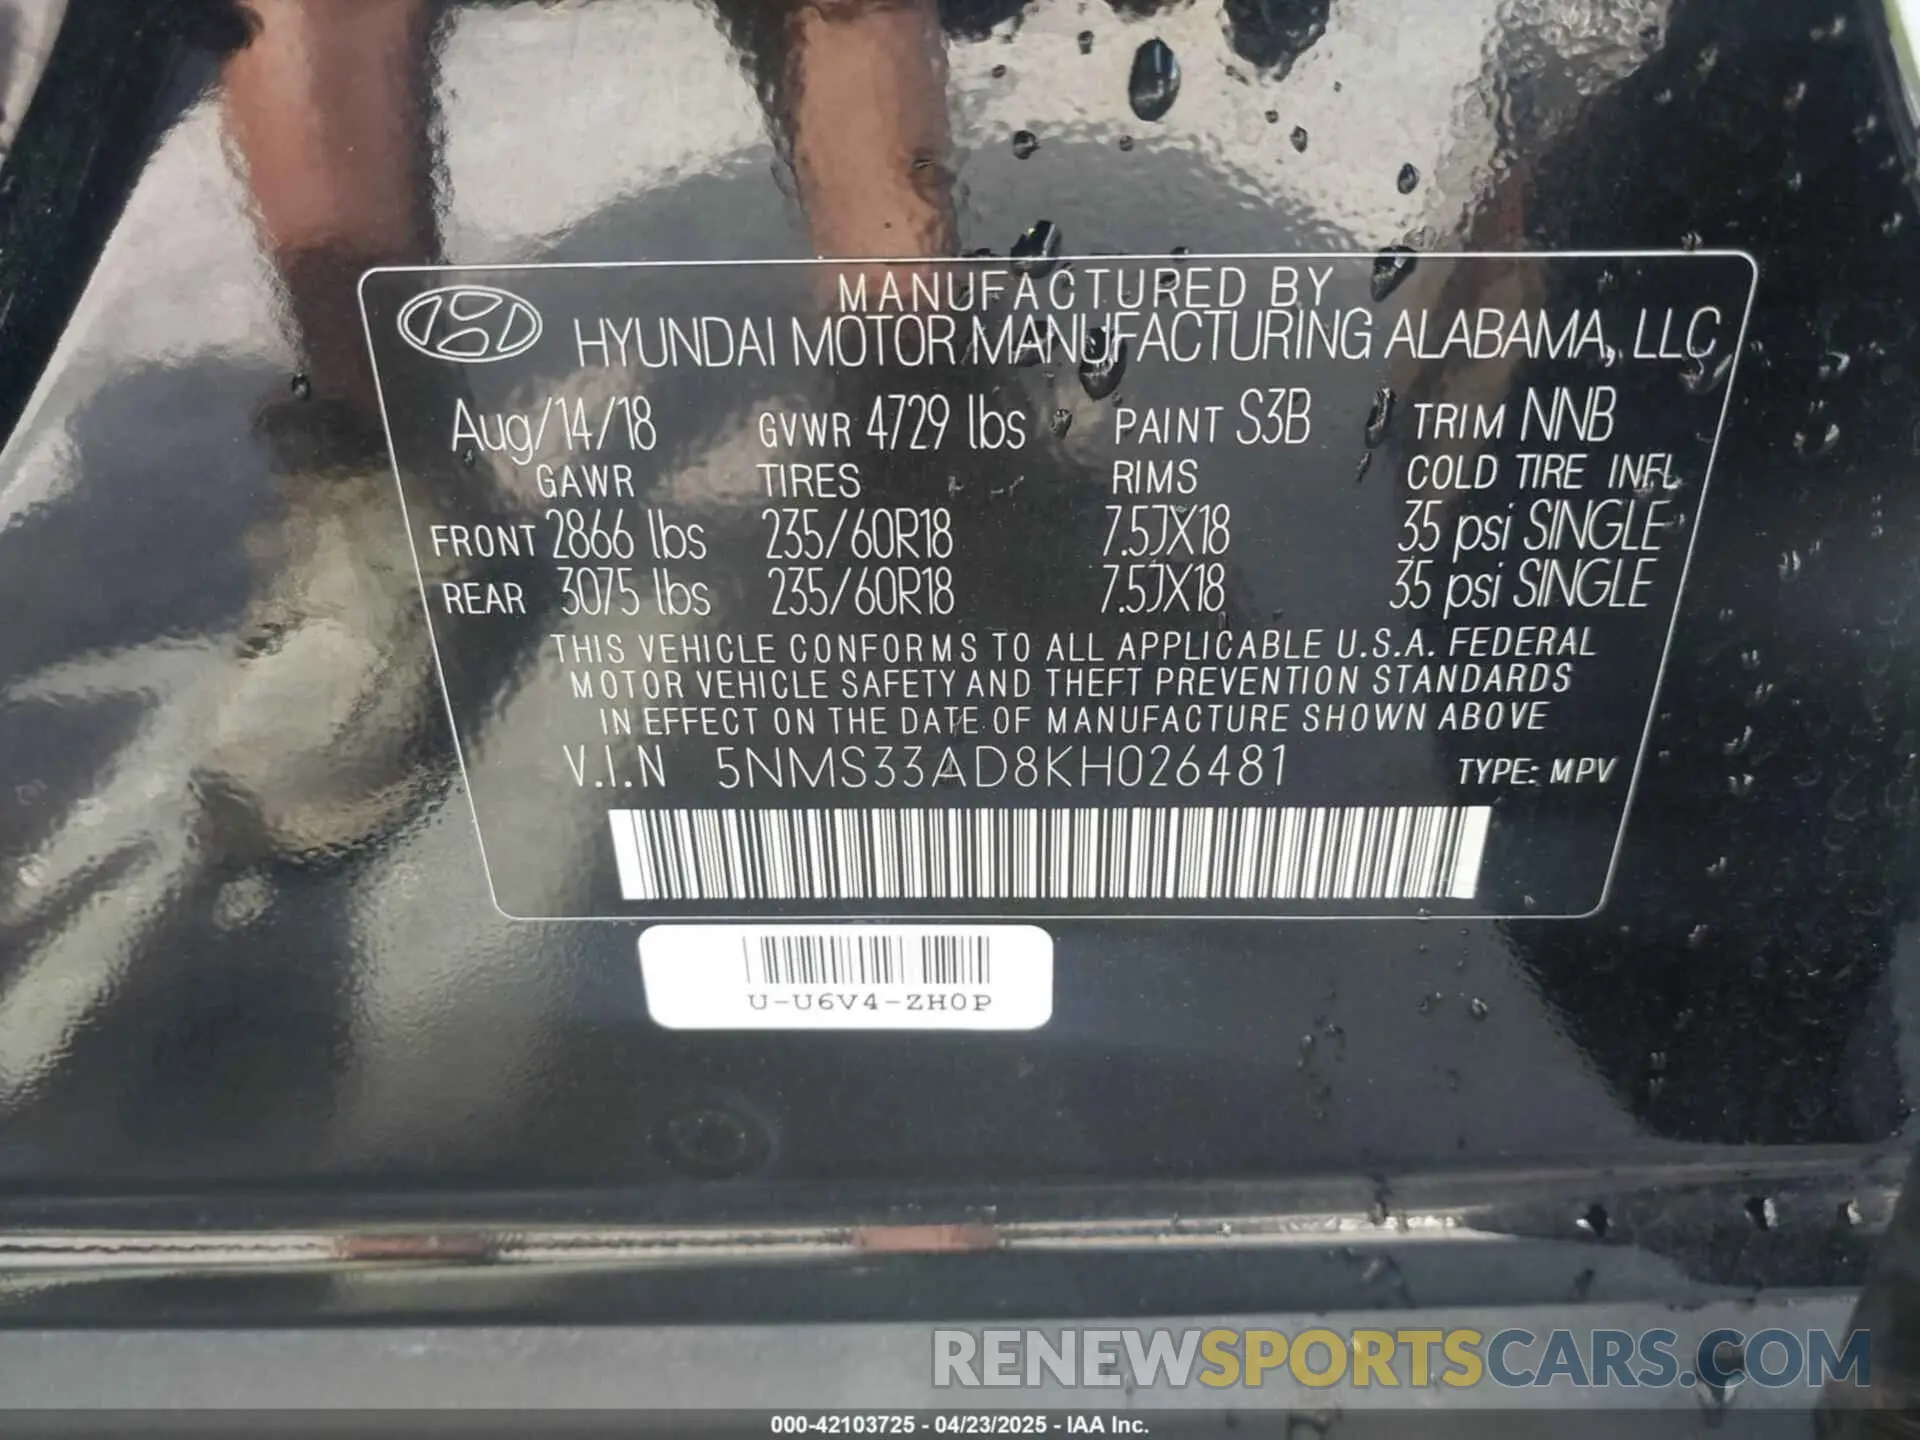 MANUFACTURED BY
HYUNDAI MOTOR MANUFACTURING ALABAMA, LLC
Aug/14/18 GVWR 4729 lbs PAINT S3B TRIM NNB
GAWR TIRES RIMS COLD TIRE INFL
FRONT 2866 lbs 235/60R18 7.5JX18 35 psi SINGLE
REAR 3075 lbs 235/60R18 7.5JX18 35 psi SINGLE
THIS VEHICLE CONFORMS TO ALL APPLICABLE U.S.A. FEDERAL
MOTOR VEHICLE SAFETY AND THEFT PREVENTION STANDARDS
IN EFFECT ON THE DATE OF MANUFACTURE SHOWN ABOVE
V.I.N 5NMS33AD8KH026481 TYPE: MPV
U-U6V4-ZH0P
RENEWSPORTSCARS.COM
000-42103725 - 04/23/2025 - IAA Inc.